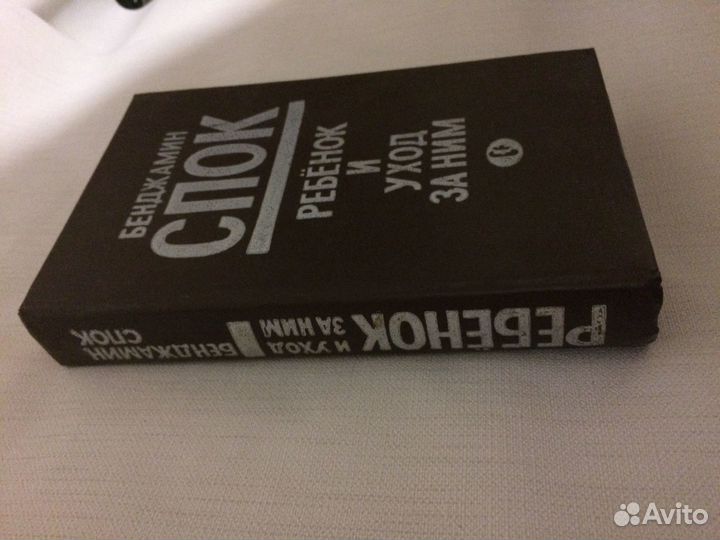 БЕНДЖАМИН
СПОК
РЕБЁНОК
И
УХОД
ЗА НИМ
РЕБЁНОК
И УХОД
ЗА НИМ
БЕНДЖАМИН
СПОК
Avito